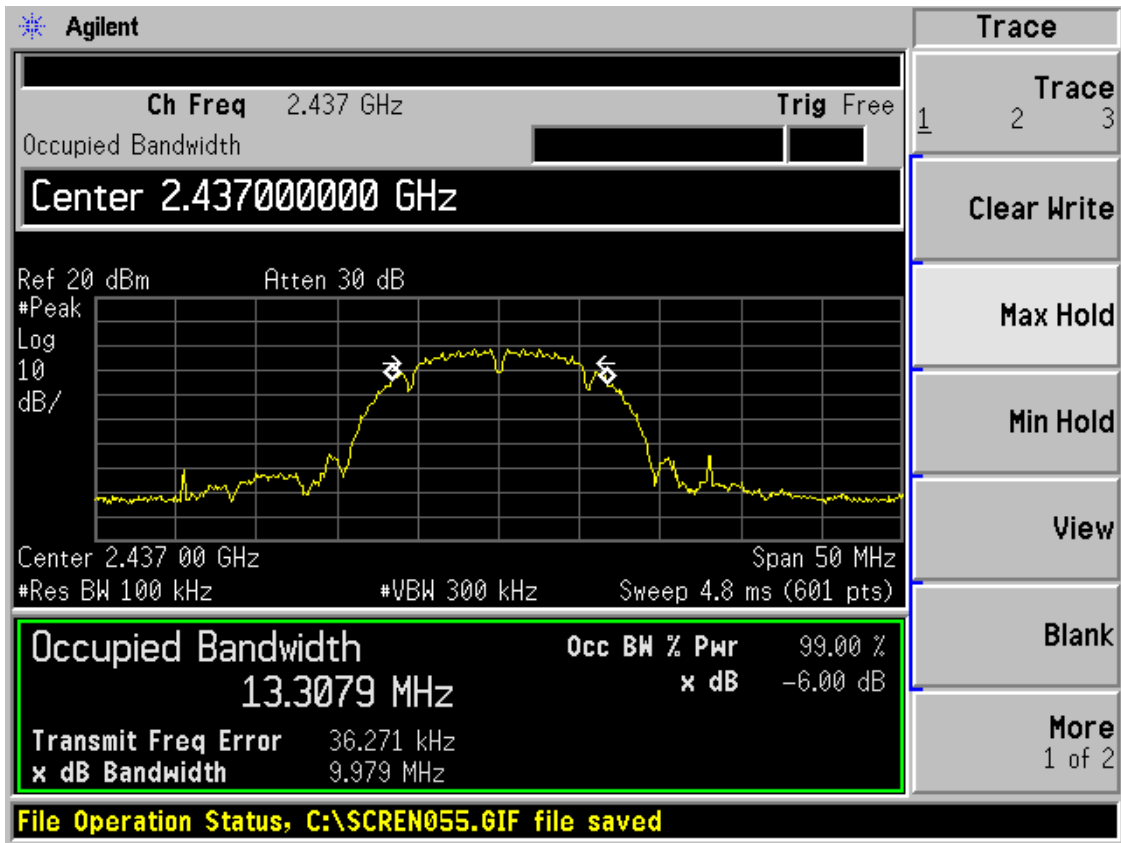 Agilent
Trace
Ch Freq 2.437 GHz
Trig Free
Occupied Bandwidth
Center 2.437000000 GHz
Ref 20 dBm
Atten 30 dB
#Peak
Log
10
dB/
Center 2.437 00 GHz
Span 50 MHz
#Res BW 100 kHz
#VBW 300 kHz
Sweep 4.8 ms (601 pts)
Occupied Bandwidth
13.3079 MHz
Occ BW % Pwr 99.00 %
x dB -6.00 dB
Transmit Freq Error 36.271 kHz
x dB Bandwidth 9.979 MHz
File Operation Status, C:\SCREN055.GIF file saved
Trace
1 2 3
Clear Write
Max Hold
Min Hold
View
Blank
More
1 of 2